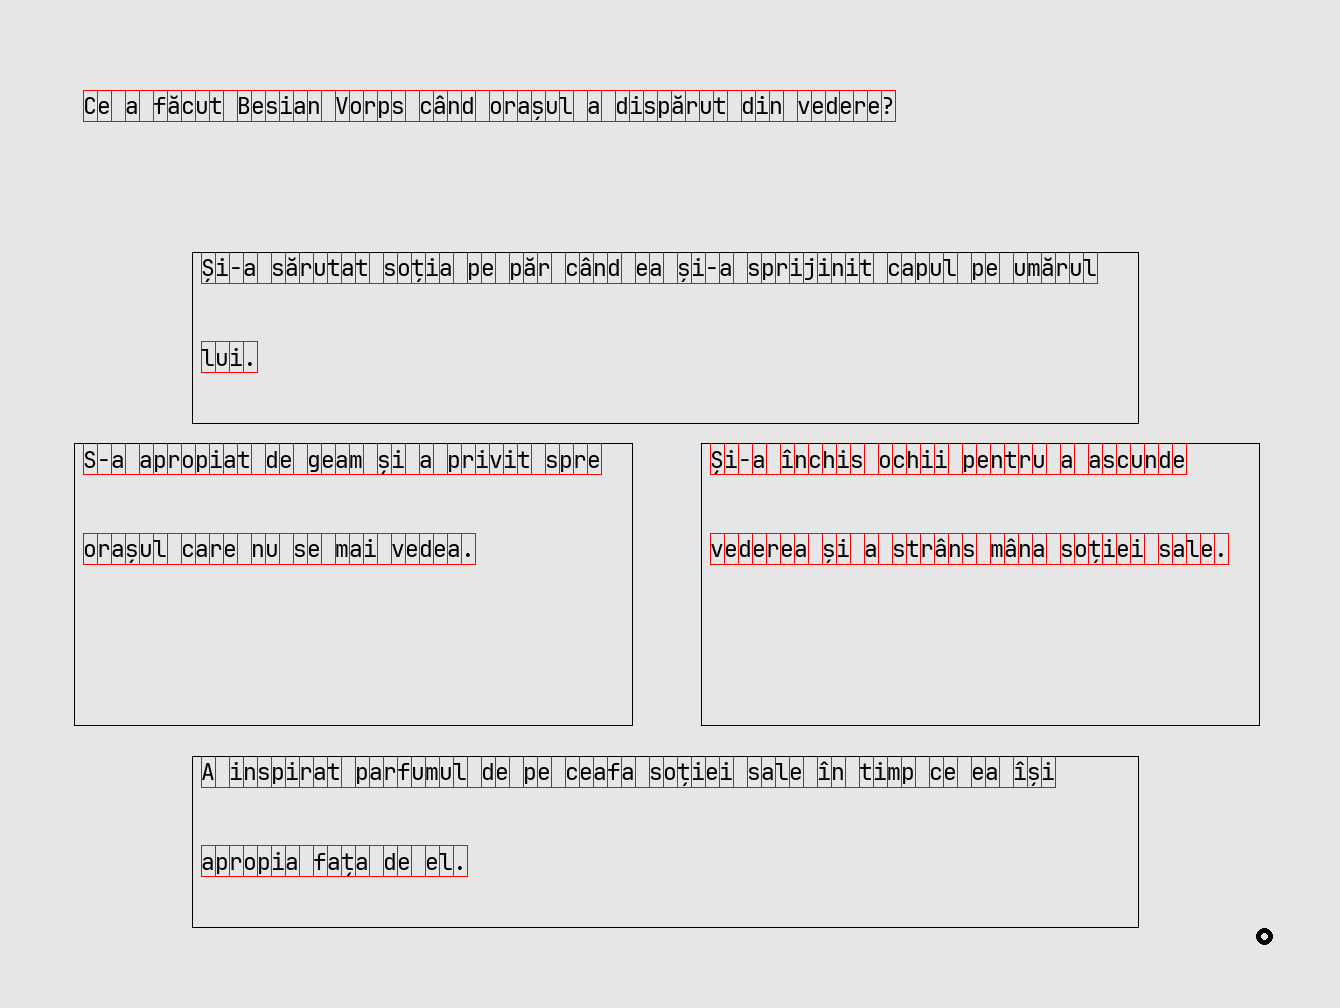 Ce a făcut Besian Vorps când orașul a dispărut din vedere?
Și-a sărutat soția pe păr când ea și-a sprijinit capul pe umărul
lui.
S-a apropiat de geam și a privit spre
orașul care nu se mai vedea.
Și-a închis ochii pentru a ascunde
vederea și a strâns mâna soției sale.
A inspirat parfumul de pe ceafa soției sale în timp ce ea își
apropia fața de el.